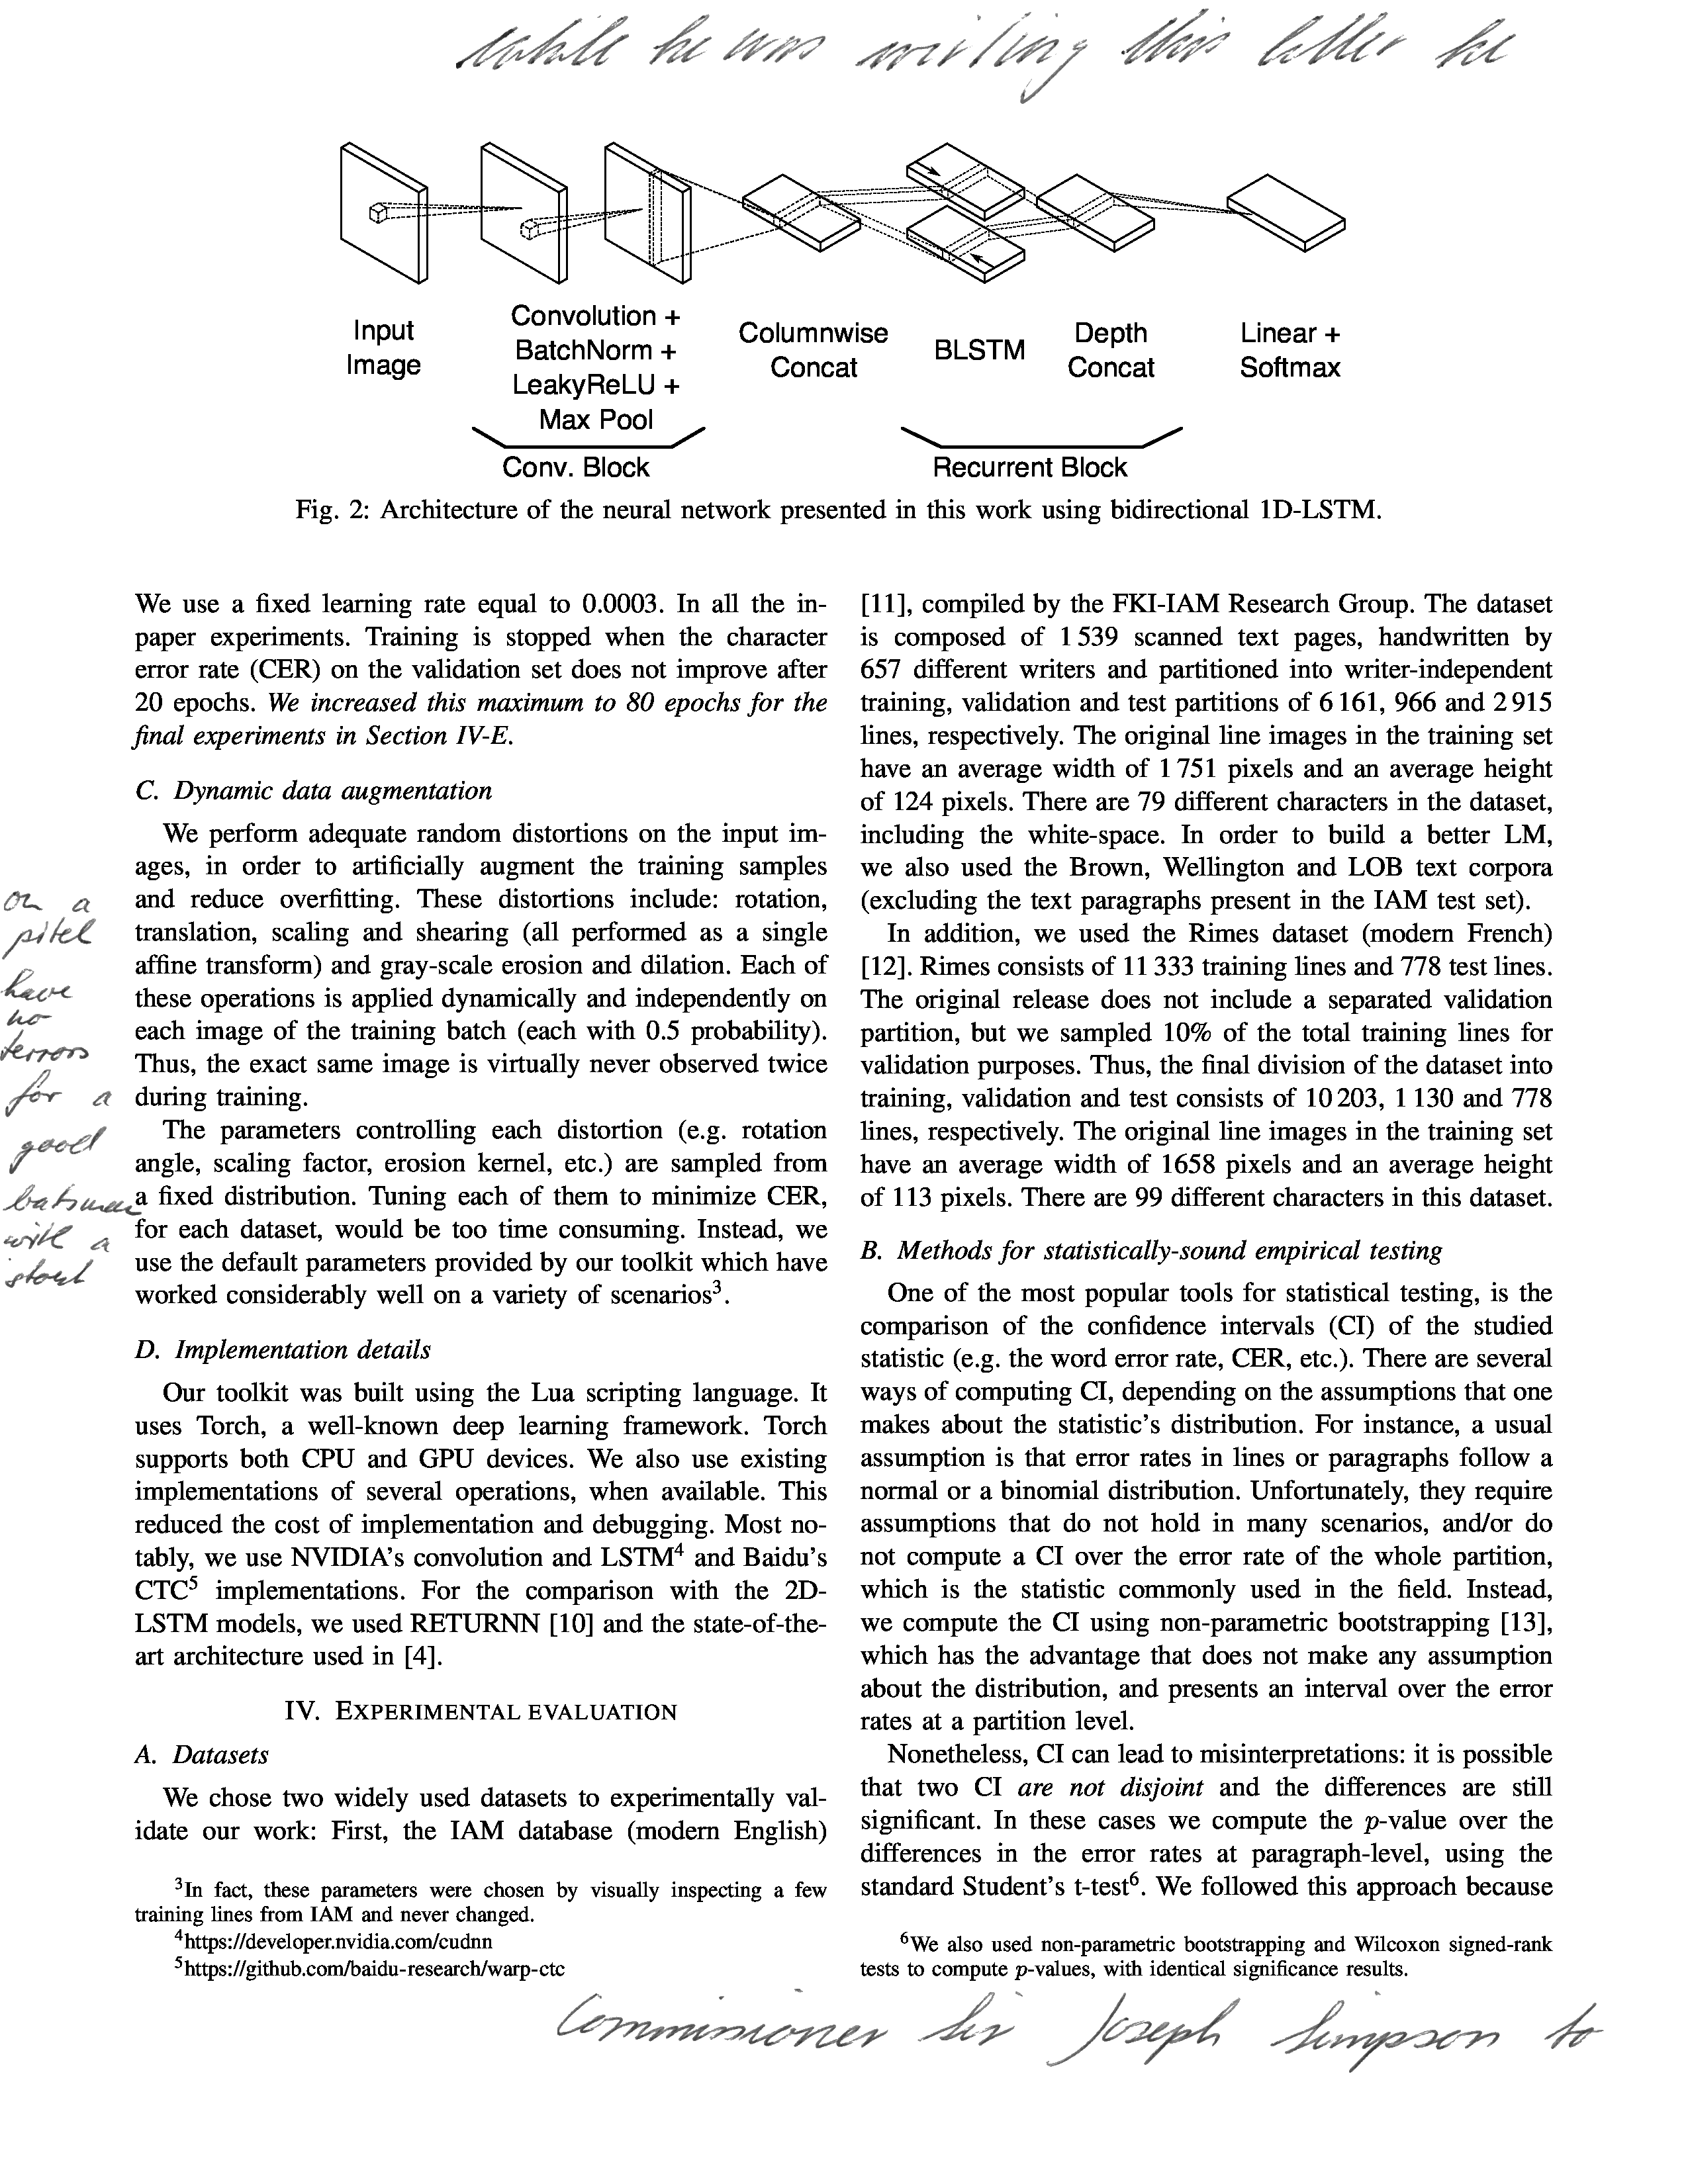 while he was writing this letter he
Input
Image
Convolution +
BatchNorm +
LeakyReLU +
Max Pool
Columnwise
Concat
BLSTM
Depth
Concat
Linear +
Softmax
Conv. Block
Recurrent Block
Fig. 2: Architecture of the neural network presented in this work using bidirectional 1D-LSTM.
We use a fixed learning rate equal to 0.0003. In all the in-
paper experiments. Training is stopped when the character
error rate (CER) on the validation set does not improve after
20 epochs. We increased this maximum to 80 epochs for the
final experiments in Section IV-E.
C. Dynamic data augmentation
We perform adequate random distortions on the input im-
ages, in order to artificially augment the training samples
and reduce overfitting. These distortions include: rotation,
translation, scaling and shearing (all performed as a single
affine transform) and gray-scale erosion and dilation. Each of
these operations is applied dynamically and independently on
each image of the training batch (each with 0.5 probability).
Thus, the exact same image is virtually never observed twice
during training.
The parameters controlling each distortion (e.g. rotation
angle, scaling factor, erosion kernel, etc.) are sampled from
a fixed distribution. Tuning each of them to minimize CER,
for each dataset, would be too time consuming. Instead, we
use the default parameters provided by our toolkit which have
worked considerably well on a variety of scenarios³.
D. Implementation details
Our toolkit was built using the Lua scripting language. It
uses Torch, a well-known deep learning framework. Torch
supports both CPU and GPU devices. We also use existing
implementations of several operations, when available. This
reduced the cost of implementation and debugging. Most no-
tably, we use NVIDIA's convolution and LSTM⁴ and Baidu's
CTC⁵ implementations. For the comparison with the 2D-
LSTM models, we used RETURNN [10] and the state-of-the-
art architecture used in [4].
IV. EXPERIMENTAL EVALUATION
A. Datasets
We chose two widely used datasets to experimentally val-
idate our work: First, the IAM database (modern English)
³In fact, these parameters were chosen by visually inspecting a few
training lines from IAM and never changed.
⁴https://developer.nvidia.com/cudnn
⁵https://github.com/baidu-research/warp-ctc
on a
pitch
have
no
terrors
for a
good
batsman
with a
stout
[11], compiled by the FKI-IAM Research Group. The dataset
is composed of 1 539 scanned text pages, handwritten by
657 different writers and partitioned into writer-independent
training, validation and test partitions of 6 161, 966 and 2 915
lines, respectively. The original line images in the training set
have an average width of 1 751 pixels and an average height
of 124 pixels. There are 79 different characters in the dataset,
including the white-space. In order to build a better LM,
we also used the Brown, Wellington and LOB text corpora
(excluding the text paragraphs present in the IAM test set).
In addition, we used the Rimes dataset (modern French)
[12]. Rimes consists of 11 333 training lines and 778 test lines.
The original release does not include a separated validation
partition, but we sampled 10% of the total training lines for
validation purposes. Thus, the final division of the dataset into
training, validation and test consists of 10 203, 1 130 and 778
lines, respectively. The original line images in the training set
have an average width of 1658 pixels and an average height
of 113 pixels. There are 99 different characters in this dataset.
B. Methods for statistically-sound empirical testing
One of the most popular tools for statistical testing, is the
comparison of the confidence intervals (CI) of the studied
statistic (e.g. the word error rate, CER, etc.). There are several
ways of computing CI, depending on the assumptions that one
makes about the statistic's distribution. For instance, a usual
assumption is that error rates in lines or paragraphs follow a
normal or a binomial distribution. Unfortunately, they require
assumptions that do not hold in many scenarios, and/or do
not compute a CI over the error rate of the whole partition,
which is the statistic commonly used in the field. Instead,
we compute the CI using non-parametric bootstrapping [13],
which has the advantage that does not make any assumption
about the distribution, and presents an interval over the error
rates at a partition level.
Nonetheless, CI can lead to misinterpretations: it is possible
that two CI are not disjoint and the differences are still
significant. In these cases we compute the p-value over the
differences in the error rates at paragraph-level, using the
standard Student's t-test⁶. We followed this approach because
⁶We also used non-parametric bootstrapping and Wilcoxon signed-rank
tests to compute p-values, with identical significance results.
Commissioner Sir Joseph Simpson to